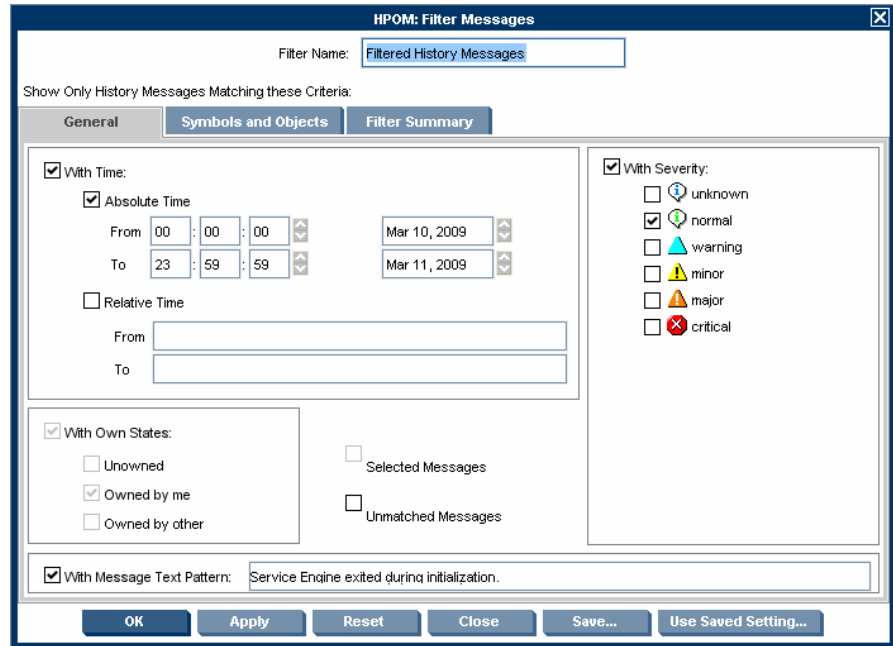 HPOM: Filter Messages
Filter Name: Filtered History Messages
Show Only History Messages Matching these Criteria:
General Symbols and Objects Filter Summary
With Time:
Absolute Time
From 00 : 00 : 00 Mar 10, 2009
To 23 : 59 : 59 Mar 11, 2009
Relative Time
From
To
With Severity:
unknown
normal
warning
minor
major
critical
With Own States:
Unowned
Owned by me
Owned by other
Selected Messages
Unmatched Messages
With Message Text Pattern: Service Engine exited during initialization.
OK Apply Reset Close Save... Use Saved Setting...